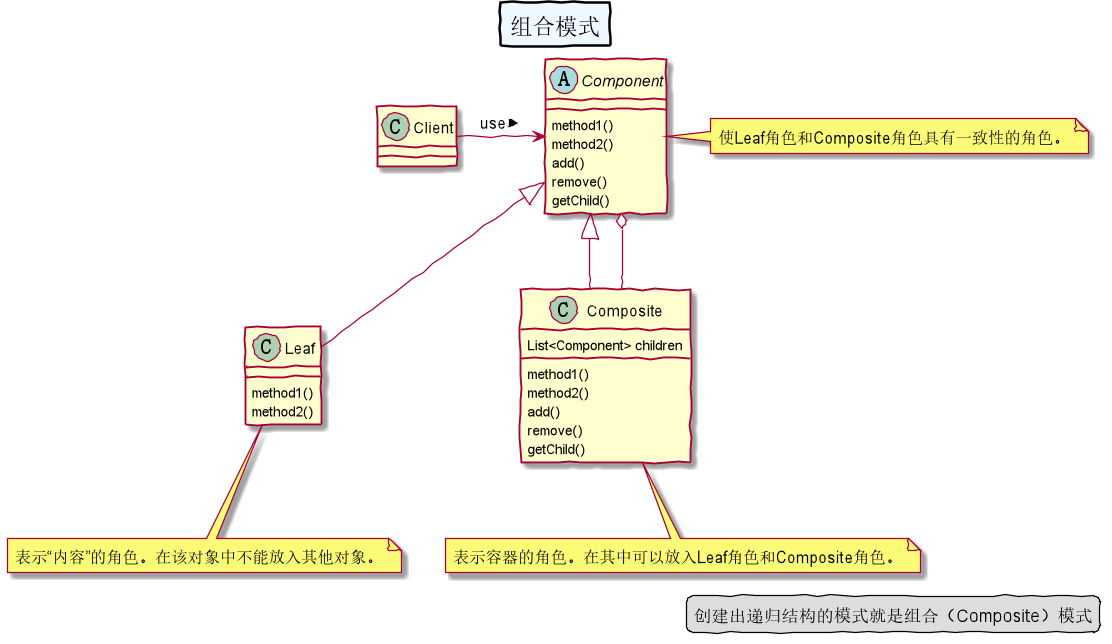 组合模式
A Component
method1()
method2()
add()
remove()
getChild()
C Client
use
使Leaf角色和Composite角色具有一致性的角色。
C Leaf
method1()
method2()
C Composite
List<Component> children
method1()
method2()
add()
remove()
getChild()
表示“内容”的角色。在该对象中不能放入其他对象。
表示容器的角色。在其中可以放入Leaf角色和Composite角色。
创建出递归结构的模式就是组合（Composite）模式